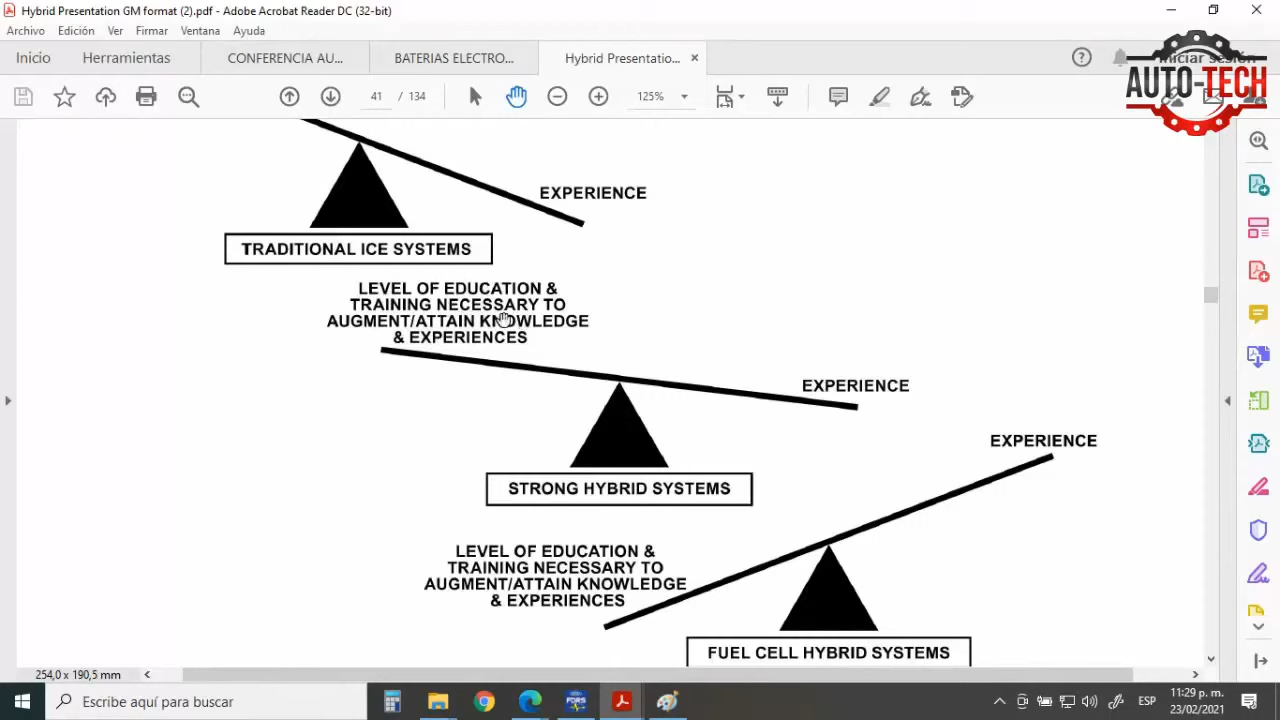 Hybrid Presentation GM format (2).pdf - Adobe Acrobat Reader DC (32-bit)
Archivo Edición Ver Firmar Ventana Ayuda
Inicio Herramientas CONFERENCIA AU... BATERIAS ELECTRO... Hybrid Presentatio... Iniciar sesión
AUTO-TECH
41 / 134 125%
EXPERIENCE
TRADITIONAL ICE SYSTEMS
LEVEL OF EDUCATION &
TRAINING NECESSARY TO
AUGMENT/ATTAIN KNOWLEDGE
& EXPERIENCES
EXPERIENCE
STRONG HYBRID SYSTEMS
EXPERIENCE
LEVEL OF EDUCATION &
TRAINING NECESSARY TO
AUGMENT/ATTAIN KNOWLEDGE
& EXPERIENCES
FUEL CELL HYBRID SYSTEMS
254,0 x 190,5 mm
Escribe aquí para buscar
FDRS
ESP
11:29 p. m.
23/02/2021